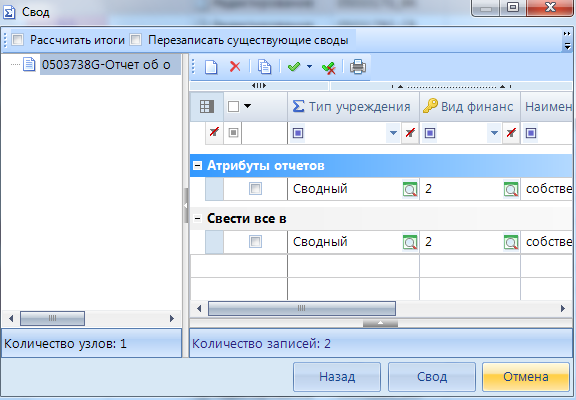 Свод
Рассчитать итоги Перезаписать существующие своды
0503738G-Отчет об о
Тип учреждения Вид финанс Наимен
Атрибуты отчетов
Сводный 2 собстве
Свести все в
Сводный 2 собстве
Количество узлов: 1 Количество записей: 2
Назад Свод Отмена